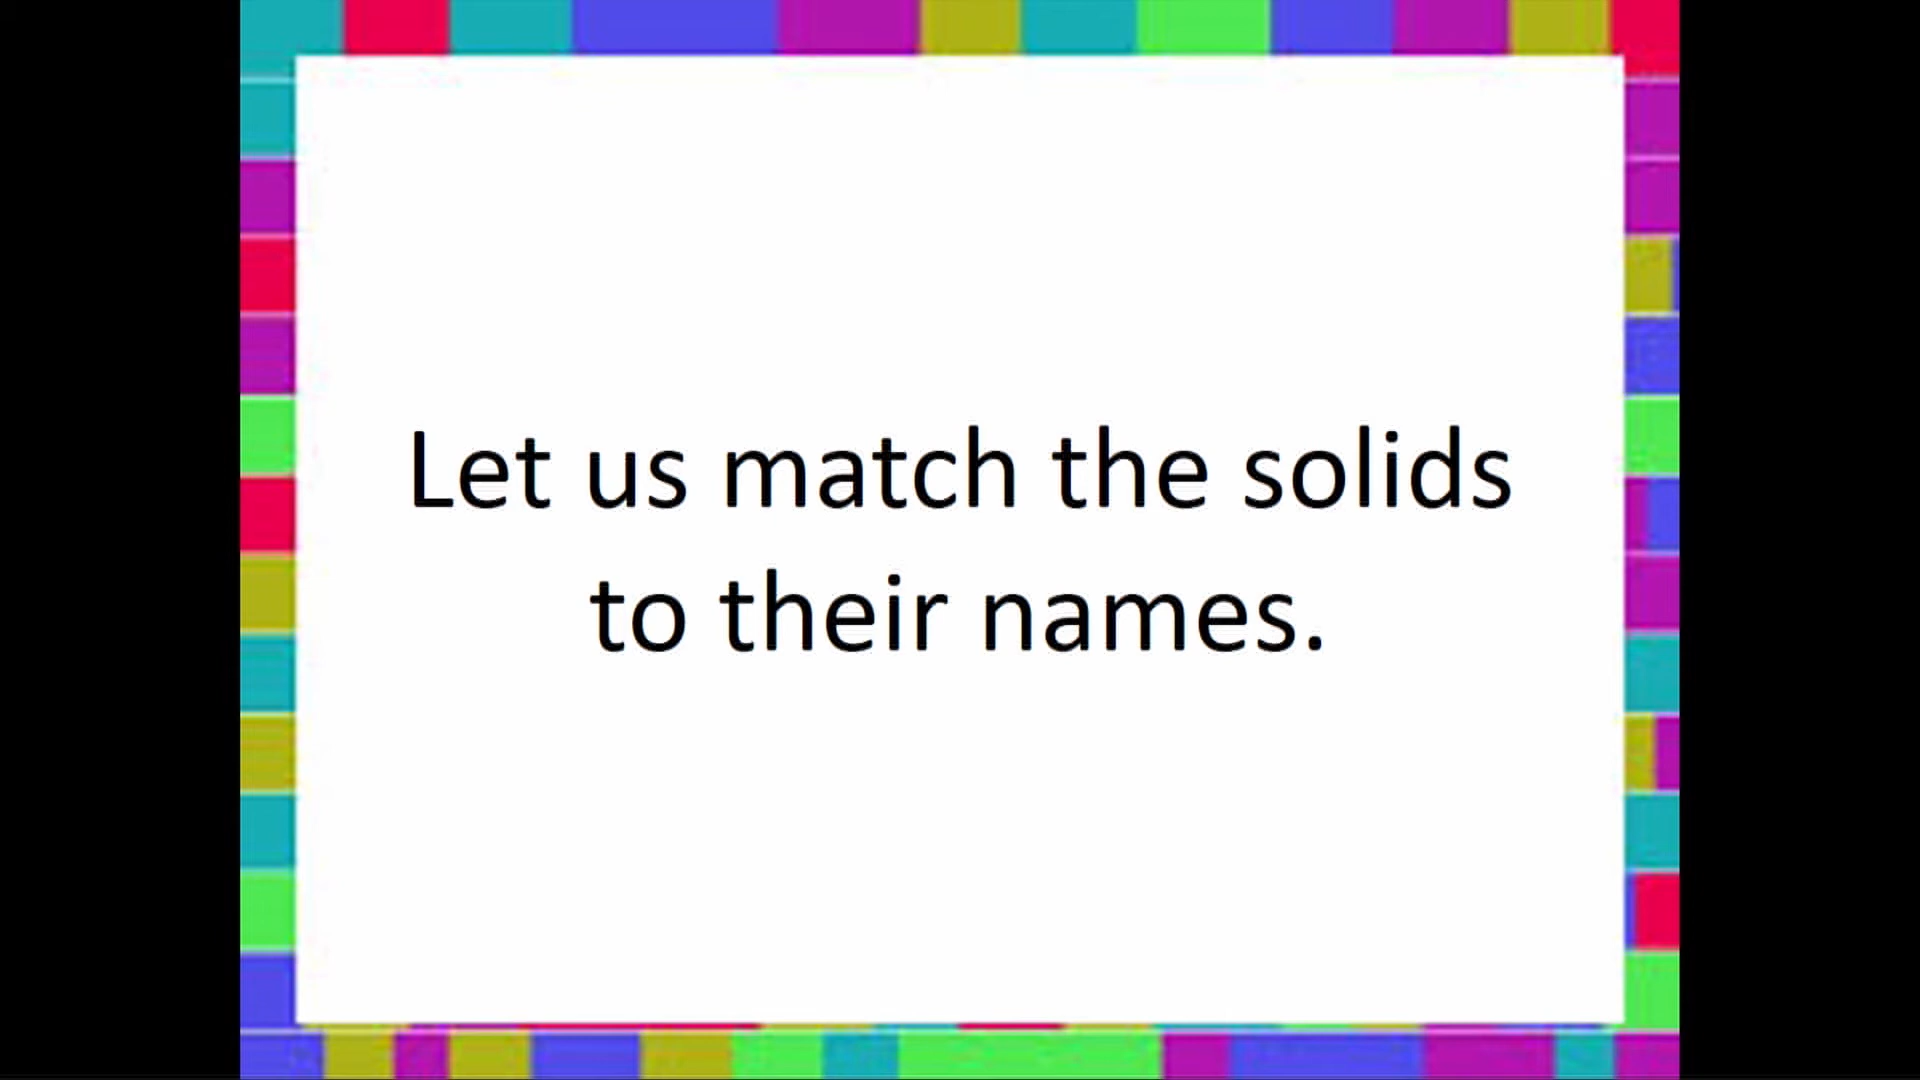 Let us match the solids
to their names.